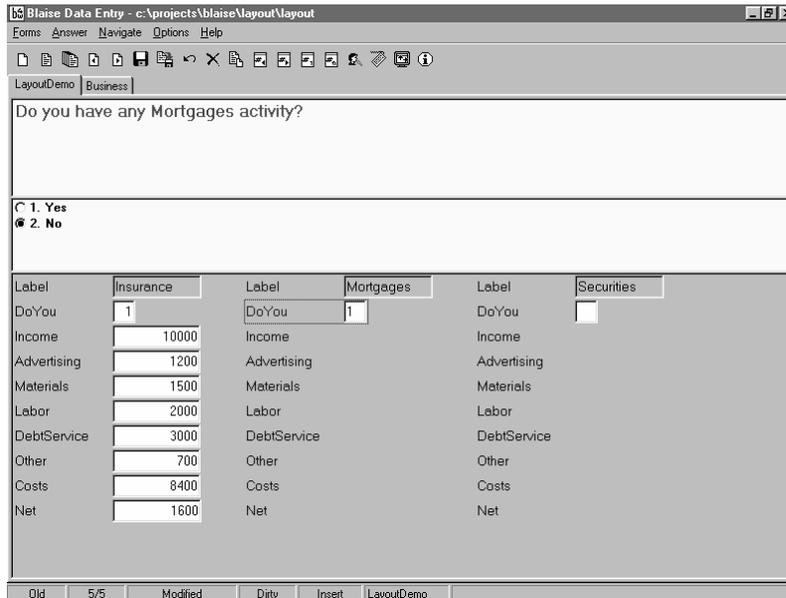 Blaise Data Entry - c:\projects\blaise\layout\layout
Forms Answer Navigate Options Help
LayoutDemo Business
Do you have any Mortgages activity?
1. Yes
2. No
Label Insurance Label Mortgages Label Securities
DoYou 1 DoYou 1 DoYou
Income 10000 Income Income
Advertising 1200 Advertising Advertising
Materials 1500 Materials Materials
Labor 2000 Labor Labor
DebtService 3000 DebtService DebtService
Other 700 Other Other
Costs 8400 Costs Costs
Net 1600 Net Net
Old 5/5 Modified Dirty Insert LayoutDemo